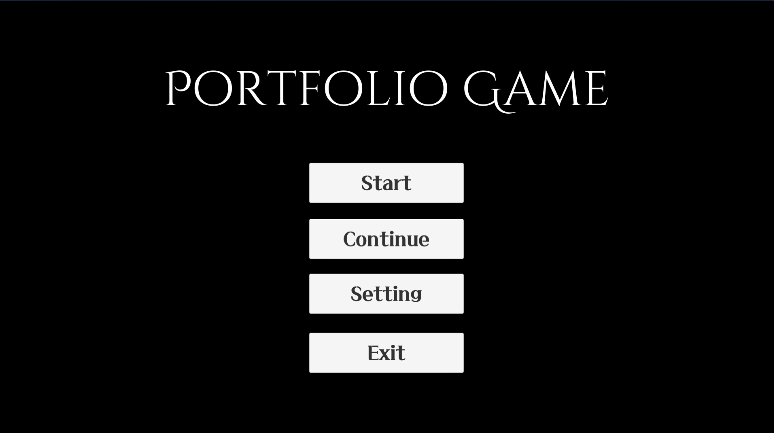 Portfolio Game
Start
Continue
Setting
Exit